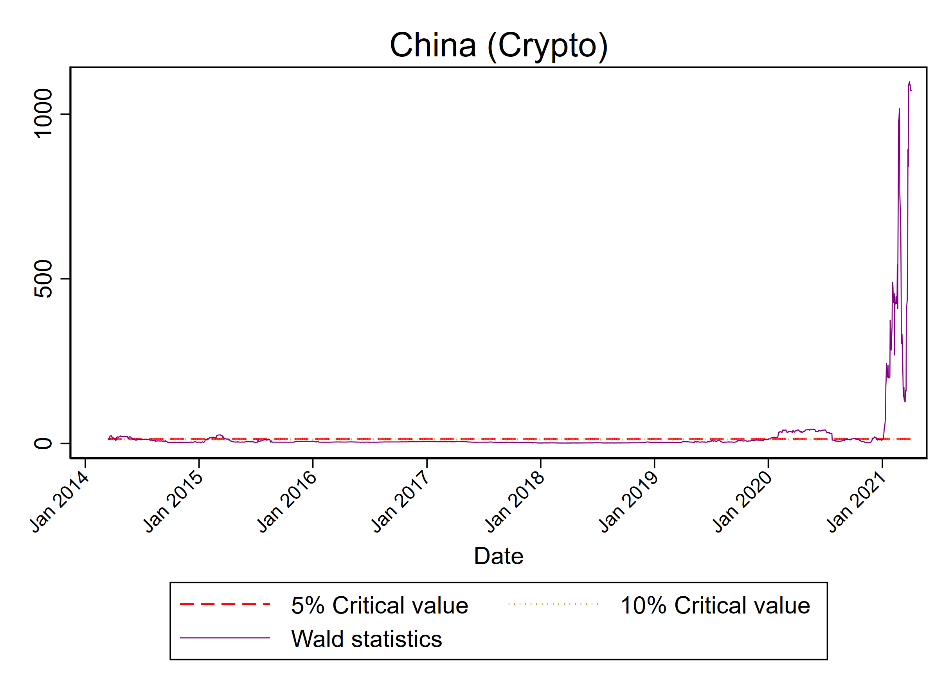 China (Crypto)
1000
500
0
Jan 2014
Jan 2015
Jan 2016
Jan 2017
Jan 2018
Jan 2019
Jan 2020
Jan 2021
Date
5% Critical value
10% Critical value
Wald statistics